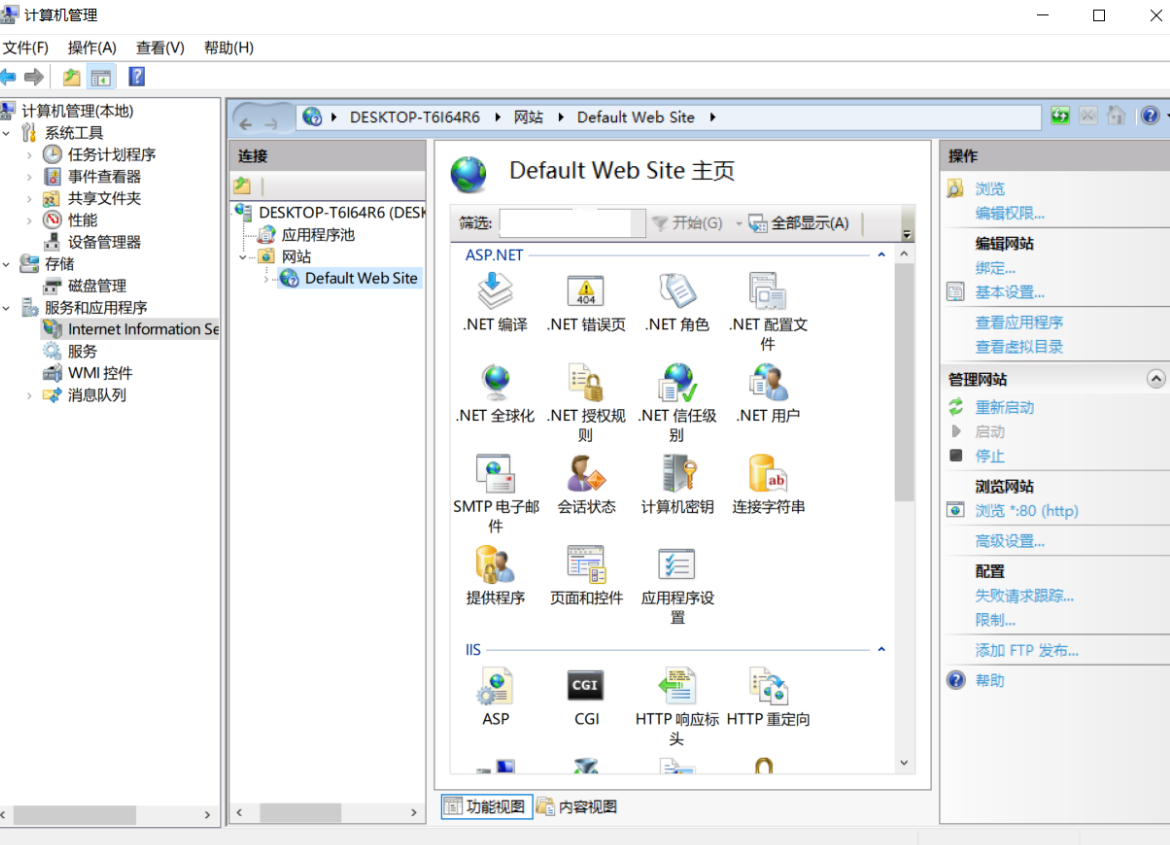 计算机管理
文件(F) 操作(A) 查看(V) 帮助(H)
计算机管理(本地)
系统工具
任务计划程序
事件查看器
共享文件夹
性能
设备管理器
存储
磁盘管理
服务和应用程序
Internet Information Se
服务
WMI 控件
消息队列
DESKTOP-T6I64R6 网站 Default Web Site
连接
DESKTOP-T6I64R6 (DESK
应用程序池
网站
Default Web Site
Default Web Site 主页
筛选: 开始(G) 全部显示(A)
ASP.NET
404
.NET 编译 .NET 错误页 .NET 角色 .NET 配置文
件
.NET 全球化 .NET 授权规 .NET 信任级 .NET 用户
则 别
ab
SMTP 电子邮 会话状态 计算机密钥 连接字符串
件
提供程序 页面和控件 应用程序设
置
IIS
CGI
ASP CGI HTTP 响应标 HTTP 重定向
头
功能视图 内容视图
操作
浏览
编辑权限...
编辑网站
绑定...
基本设置...
查看应用程序
查看虚拟目录
管理网站
重新启动
启动
停止
浏览网站
浏览 *:80 (http)
高级设置...
配置
失败请求跟踪...
限制...
添加 FTP 发布...
帮助